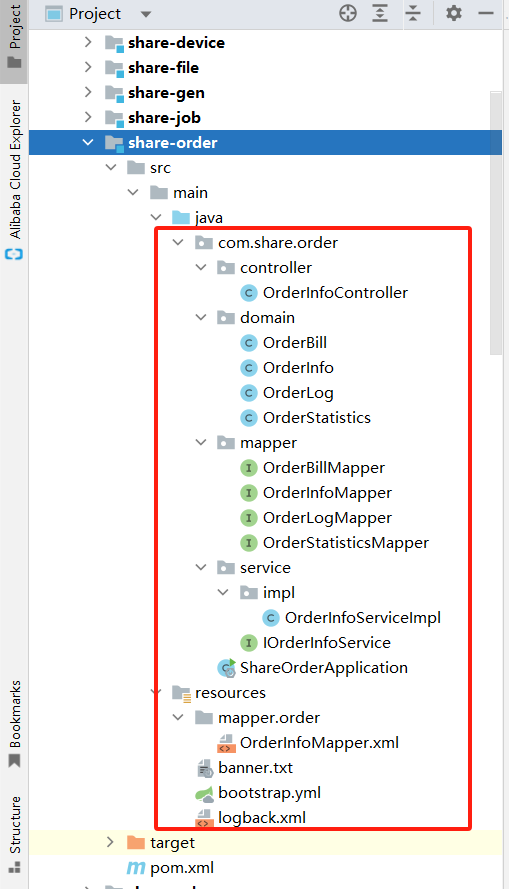 Project
Project
share-device
share-file
share-gen
share-job
share-order
src
main
java
com.share.order
controller
OrderInfoController
domain
OrderBill
OrderInfo
OrderLog
OrderStatistics
mapper
OrderBillMapper
OrderInfoMapper
OrderLogMapper
OrderStatisticsMapper
service
impl
OrderInfoServiceImpl
IOrderInfoService
ShareOrderApplication
resources
mapper.order
OrderInfoMapper.xml
banner.txt
bootstrap.yml
logback.xml
target
pom.xml
Alibaba Cloud Explorer
Bookmarks
Structure